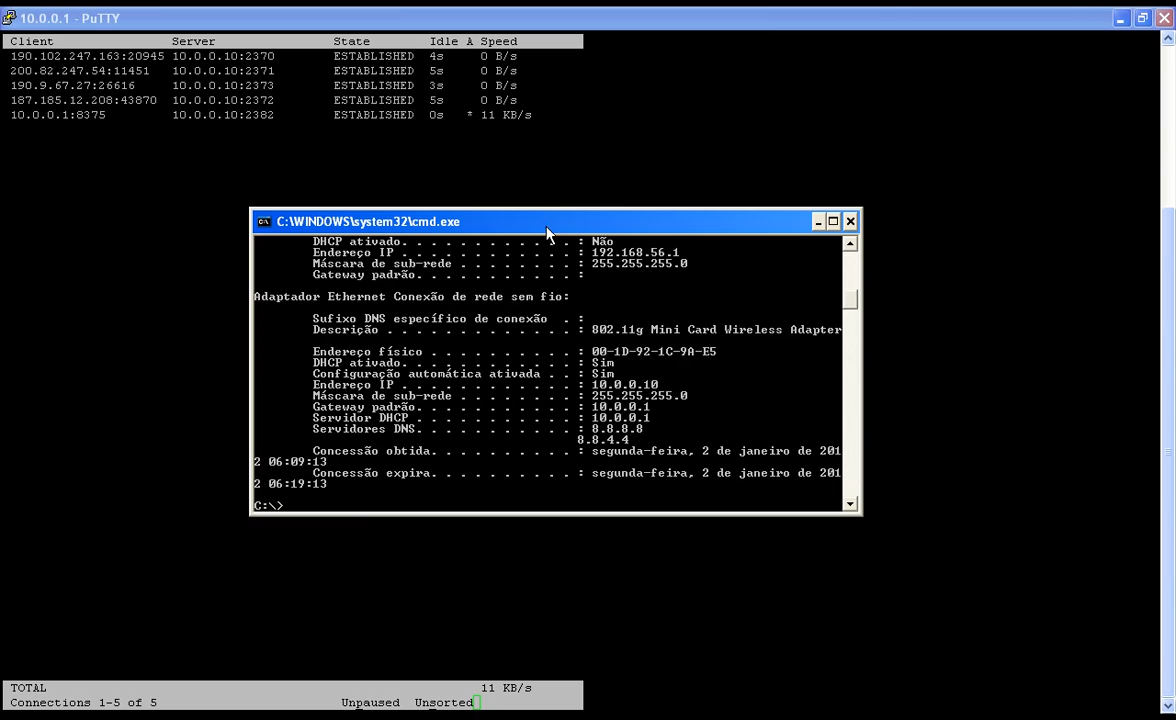 10.0.0.1 - PuTTY
Client Server State Idle A Speed
190.102.247.163:20945 10.0.0.10:2370 ESTABLISHED 4s 0 B/s
200.82.247.54:11451 10.0.0.10:2371 ESTABLISHED 5s 0 B/s
190.9.67.27:26616 10.0.0.10:2373 ESTABLISHED 3s 0 B/s
187.185.12.208:43870 10.0.0.10:2372 ESTABLISHED 5s 0 B/s
10.0.0.1:8375 10.0.0.10:2382 ESTABLISHED 0s * 11 KB/s
C:\WINDOWS\system32\cmd.exe
DHCP ativado. . . . . . . . . . . . : Não
Endereço IP . . . . . . . . . . . . : 192.168.56.1
Máscara de sub-rede . . . . . . . . : 255.255.255.0
Gateway padrão. . . . . . . . . . . :
Adaptador Ethernet Conexão de rede sem fio:
Sufixo DNS específico de conexão . :
Descrição . . . . . . . . . . . . . : 802.11g Mini Card Wireless Adapter
Endereço físico . . . . . . . . . . : 00-1D-92-1C-9A-E5
DHCP ativado. . . . . . . . . . . . : Sim
Configuração automática ativada . . : Sim
Endereço IP . . . . . . . . . . . . : 10.0.0.10
Máscara de sub-rede . . . . . . . . : 255.255.255.0
Gateway padrão. . . . . . . . . . . : 10.0.0.1
Servidor DHCP . . . . . . . . . . . : 10.0.0.1
Servidores DNS. . . . . . . . . . . : 8.8.8.8
8.8.4.4
Concessão obtida. . . . . . . . . . : segunda-feira, 2 de janeiro de 201
2 06:09:13
Concessão expira. . . . . . . . . . : segunda-feira, 2 de janeiro de 201
2 06:19:13
C:\>
TOTAL 11 KB/s
Connections 1-5 of 5 Unpaused Unsorted